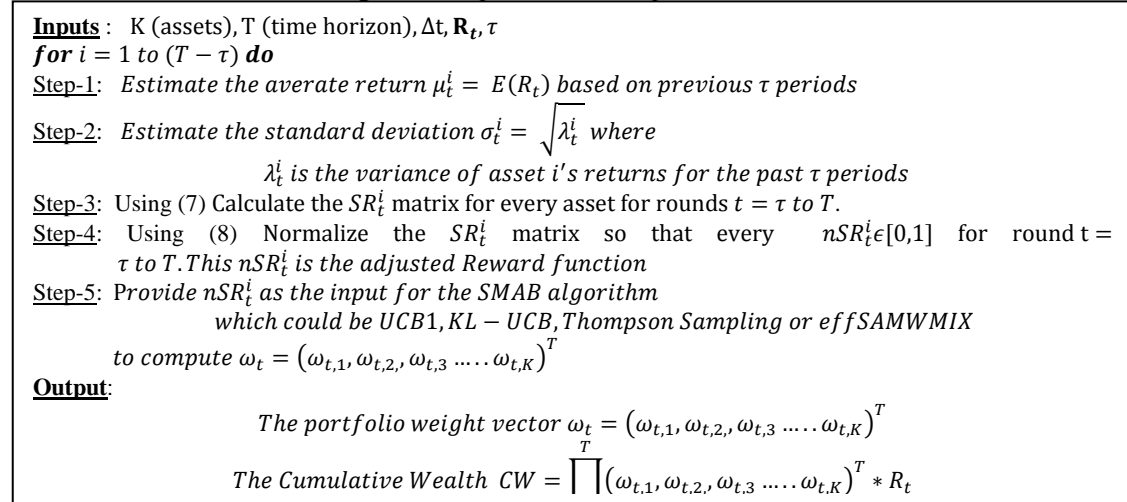 Inputs : K (assets), T (time horizon), Δt, R_t, τ
for i = 1 to (T − τ) do
Step-1: Estimate the averate return μ_t^i = E(R_t) based on previous τ periods
Step-2: Estimate the standard deviation σ_t^i = √λ_t^i where
λ_t^i is the variance of asset i's returns for the past τ periods
Step-3: Using (7) Calculate the SR_t^i matrix for every asset for rounds t = τ to T.
Step-4: Using (8) Normalize the SR_t^i matrix so that every nSR_t^i ϵ[0,1] for round t =
τ to T. This nSR_t^i is the adjusted Reward function
Step-5: Provide nSR_t^i as the input for the SMAB algorithm
which could be UCB1, KL − UCB, Thompson Sampling or effSAMWMIX
to compute ω_t = (ω_{t,1}, ω_{t,2,}, ω_{t,3} ….. ω_{t,K})^T
Output:
The portfolio weight vector ω_t = (ω_{t,1}, ω_{t,2,}, ω_{t,3} ….. ω_{t,K})^T
The Cumulative Wealth CW = ∏^T (ω_{t,1}, ω_{t,2,}, ω_{t,3} ….. ω_{t,K})^T * R_t